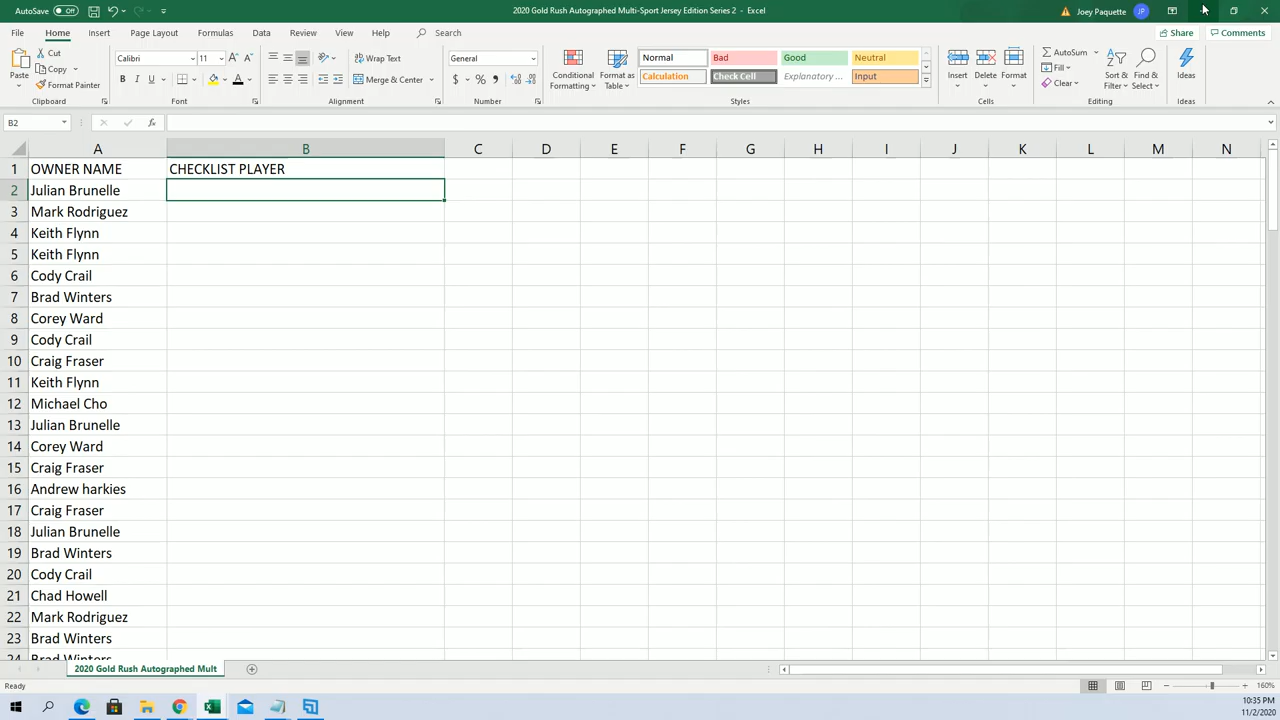 AutoSave Off 2020 Gold Rush Autographed Multi-Sport Jersey Edition Series 2 - Excel Joey Paquette JP
File Home Insert Page Layout Formulas Data Review View Help Search Share Comments
Paste Cut Copy Format Painter Clipboard
Calibri 11 B I U A Font
Wrap Text Merge & Center Alignment
General $ % Number
Conditional Formatting Format as Table
Normal Bad Good Neutral
Calculation Check Cell Explanatory ... Input
Styles
Insert Delete Format Cells
AutoSum Fill Clear Sort & Filter Find & Select Editing
Ideas Ideas
B2 fx
A B C D E F G H I J K L M N
1 OWNER NAME CHECKLIST PLAYER
2 Julian Brunelle
3 Mark Rodriguez
4 Keith Flynn
5 Keith Flynn
6 Cody Crail
7 Brad Winters
8 Corey Ward
9 Cody Crail
10 Craig Fraser
11 Keith Flynn
12 Michael Cho
13 Julian Brunelle
14 Corey Ward
15 Craig Fraser
16 Andrew harkies
17 Craig Fraser
18 Julian Brunelle
19 Brad Winters
20 Cody Crail
21 Chad Howell
22 Mark Rodriguez
23 Brad Winters
24 Brad Winters
2020 Gold Rush Autographed Mult
Ready 160%
10:35 PM
11/2/2020